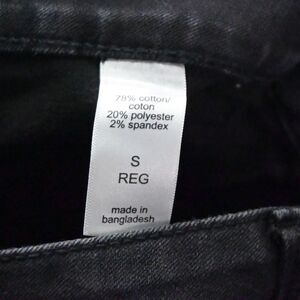 78% cotton/
coton
20% polyester
2% spandex
S
REG
made in
bangladesh